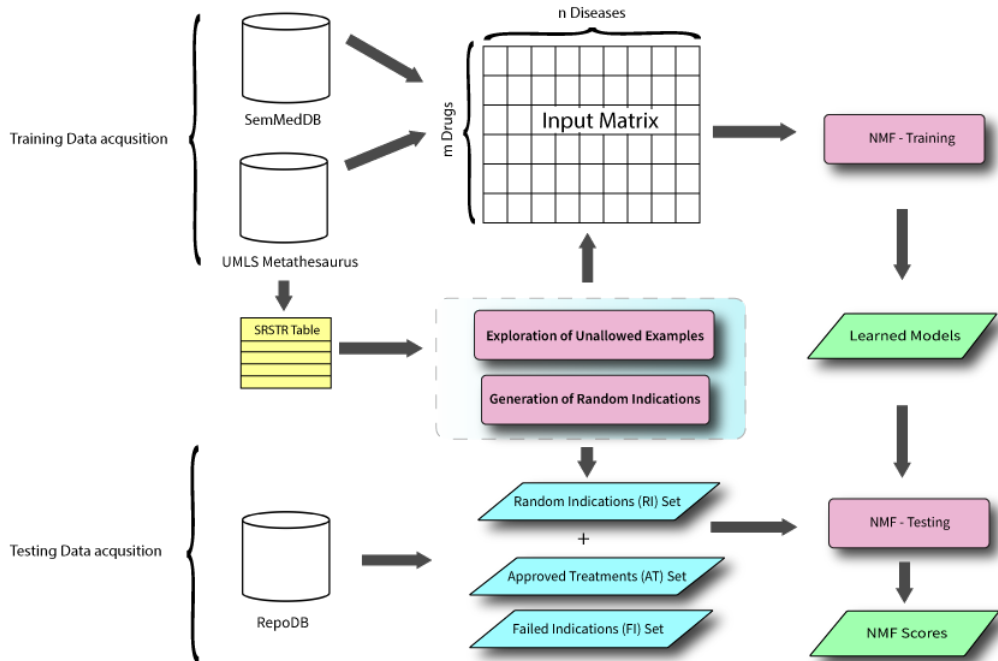 n Diseases
m Drugs
Input Matrix
SemMedDB
Training Data acqusition
NMF - Training
UMLS Metathesaurus
SRSTR Table
Exploration of Unallowed Examples
Learned Models
Generation of Random Indications
Random Indications (RI) Set
+
NMF - Testing
Testing Data acqusition
Approved Treatments (AT) Set
RepoDB
Failed Indications (FI) Set
NMF Scores